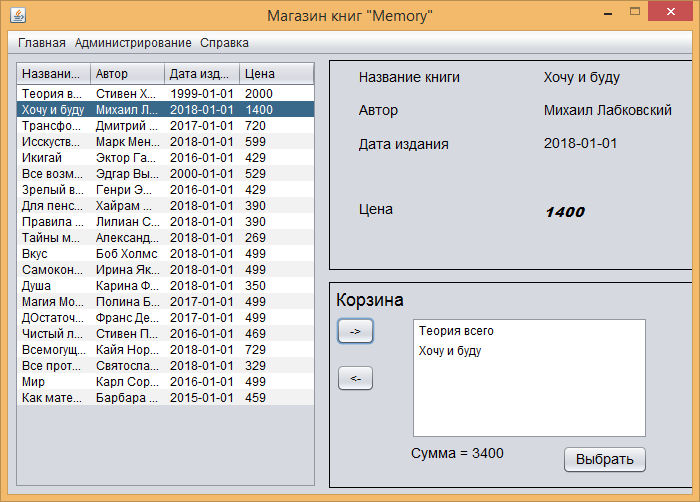 Магазин книг "Memory"
Главная Администрирование Справка
Названи... Автор Дата изд... Цена
Теория в... Стивен Х... 1999-01-01 2000
Хочу и буду Михаил Л... 2018-01-01 1400
Трансфо... Дмитрий ... 2017-01-01 720
Исскуств... Марк Мен... 2018-01-01 599
Икигай Эктор Га... 2016-01-01 429
Все возм... Эдгар Вы... 2000-01-01 529
Зрелый в... Генри Э... 2016-01-01 429
Для пенс... Хайрам ... 2018-01-01 390
Правила ... Лилиан С... 2018-01-01 390
Тайны м... Александ... 2018-01-01 269
Вкус Боб Холмс 2018-01-01 499
Самокон... Ирина Як... 2018-01-01 499
Душа Карина Ф... 2018-01-01 350
Магия Мо... Полина Б... 2017-01-01 499
ДОстаточ... Франс Де... 2017-01-01 499
Чистый л... Стивен П... 2016-01-01 469
Всемогущ... Кайя Нор... 2018-01-01 729
Все прот... Святосла... 2018-01-01 329
Мир Карл Сор... 2016-01-01 499
Как мате... Барбара ... 2015-01-01 459
Название книги Хочу и буду
Автор Михаил Лабковский
Дата издания 2018-01-01
Цена 1400
Корзина
->
<-
Теория всего
Хочу и буду
Сумма = 3400
Выбрать